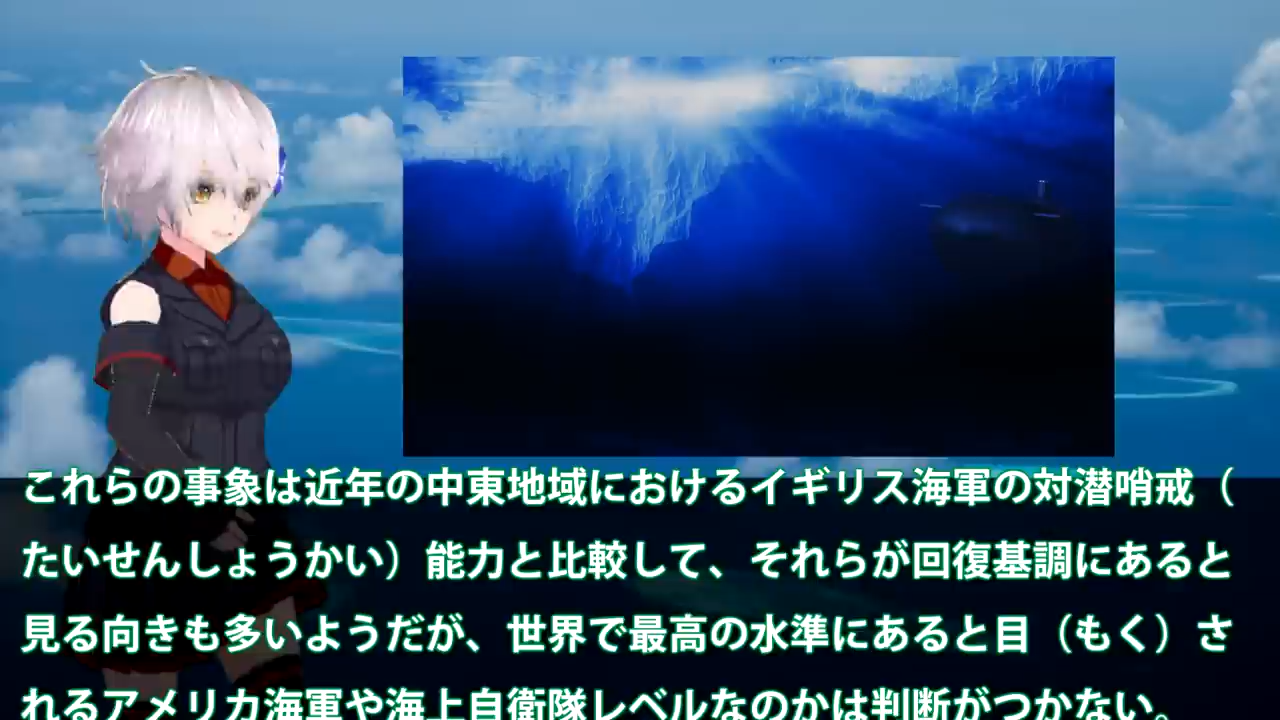 これらの事象は近年の中東地域におけるイギリス海軍の対潜哨戒（
たいせんしょうかい）能力と比較して、それらが回復基調にあると
見る向きも多いようだが、世界で最高の水準にあると目（もく）さ
れるアメリカ海軍や海上自衛隊レベルなのかは判断がつかない。